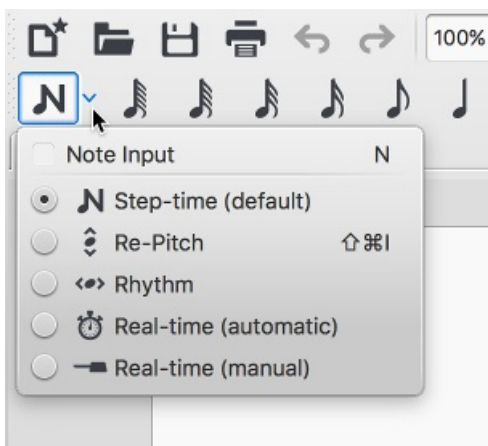 100%
Note Input N
Step-time (default)
Re-Pitch ⇧⌘I
Rhythm
Real-time (automatic)
Real-time (manual)